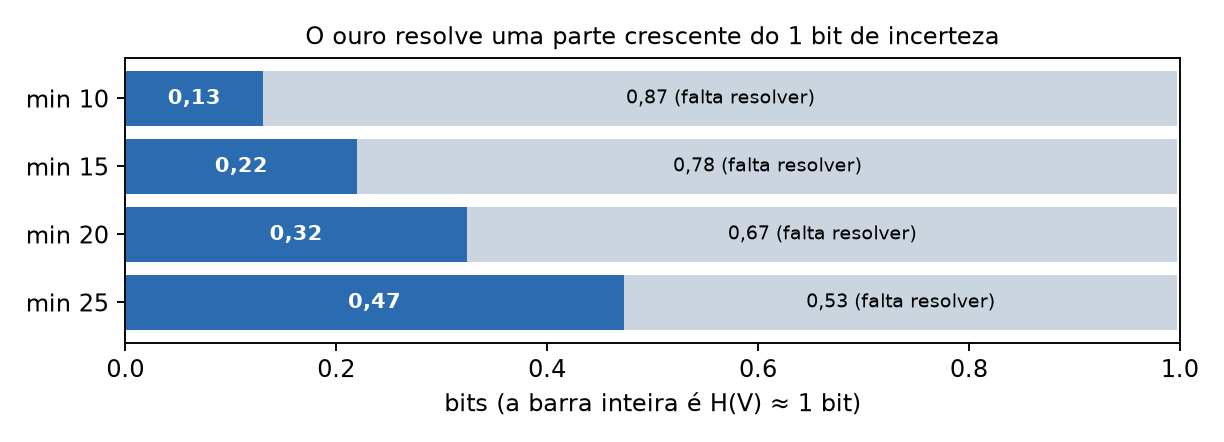 O ouro resolve uma parte crescente do 1 bit de incerteza
min 10
0,13
0,87 (falta resolver)
min 15
0,22
0,78 (falta resolver)
min 20
0,32
0,67 (falta resolver)
min 25
0,47
0,53 (falta resolver)
0.0 0.2 0.4 0.6 0.8 1.0
bits (a barra inteira é H(V) ≈ 1 bit)